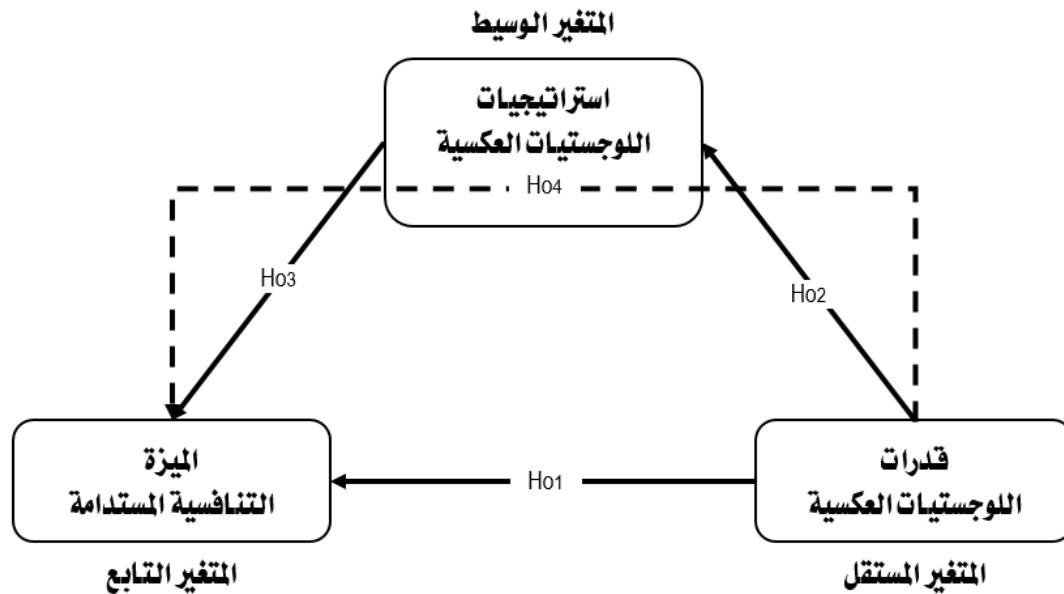 المتغير الوسيط
استراتيجيات
اللوجستيات العكسية
Ho4
Ho3
Ho2
قدرات
اللوجستيات العكسية
Ho1
الميزة
التنافسية المستدامة
المتغير المستقل
المتغير التابع